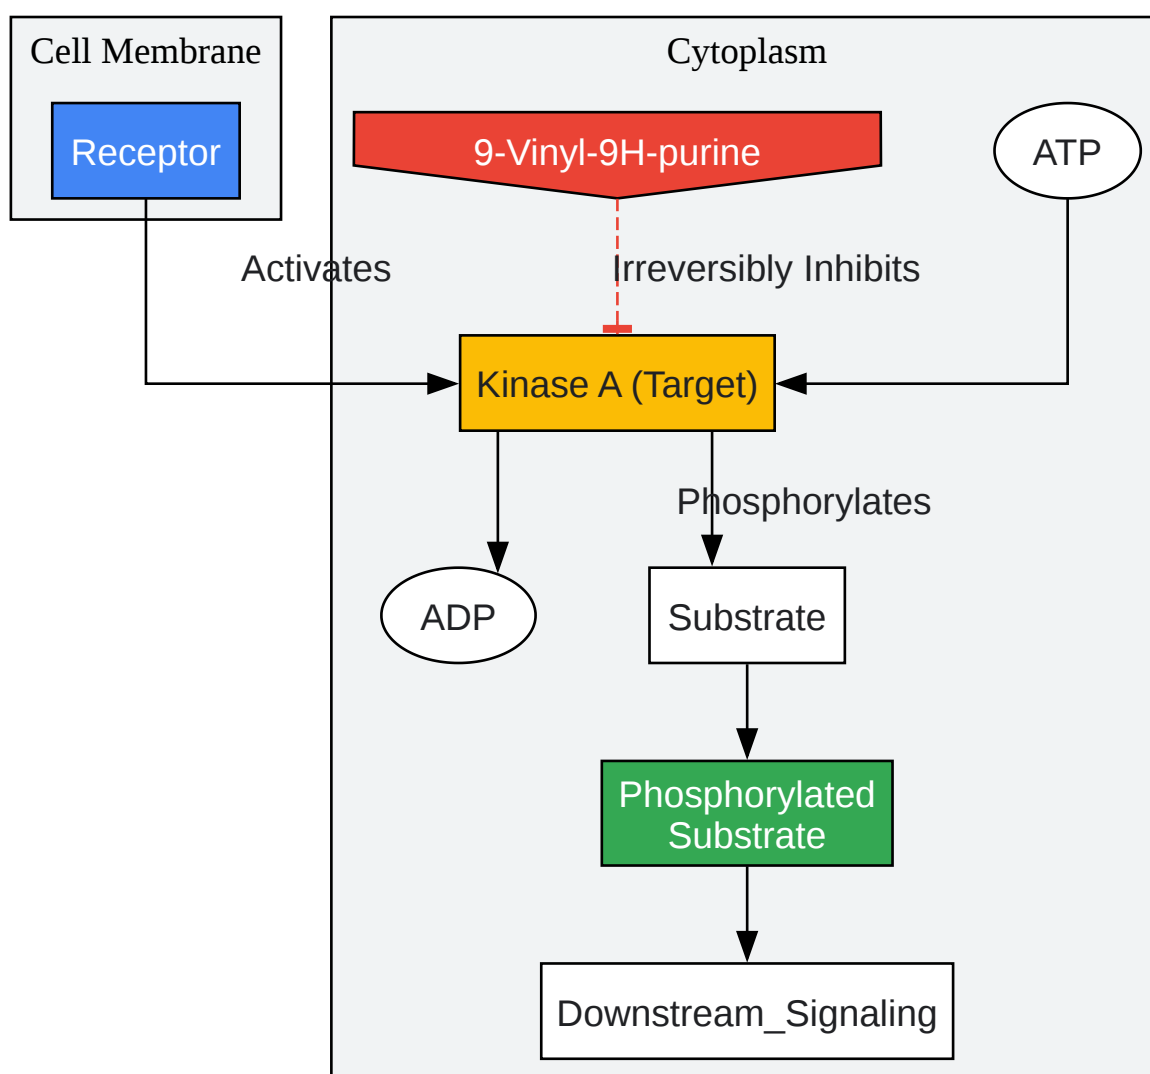 Cell Membrane
Cytoplasm
Receptor
9-Vinyl-9H-purine
ATP
Activates
Irreversibly Inhibits
Kinase A (Target)
Phosphorylates
ADP
Substrate
Phosphorylated
Substrate
Downstream_Signaling